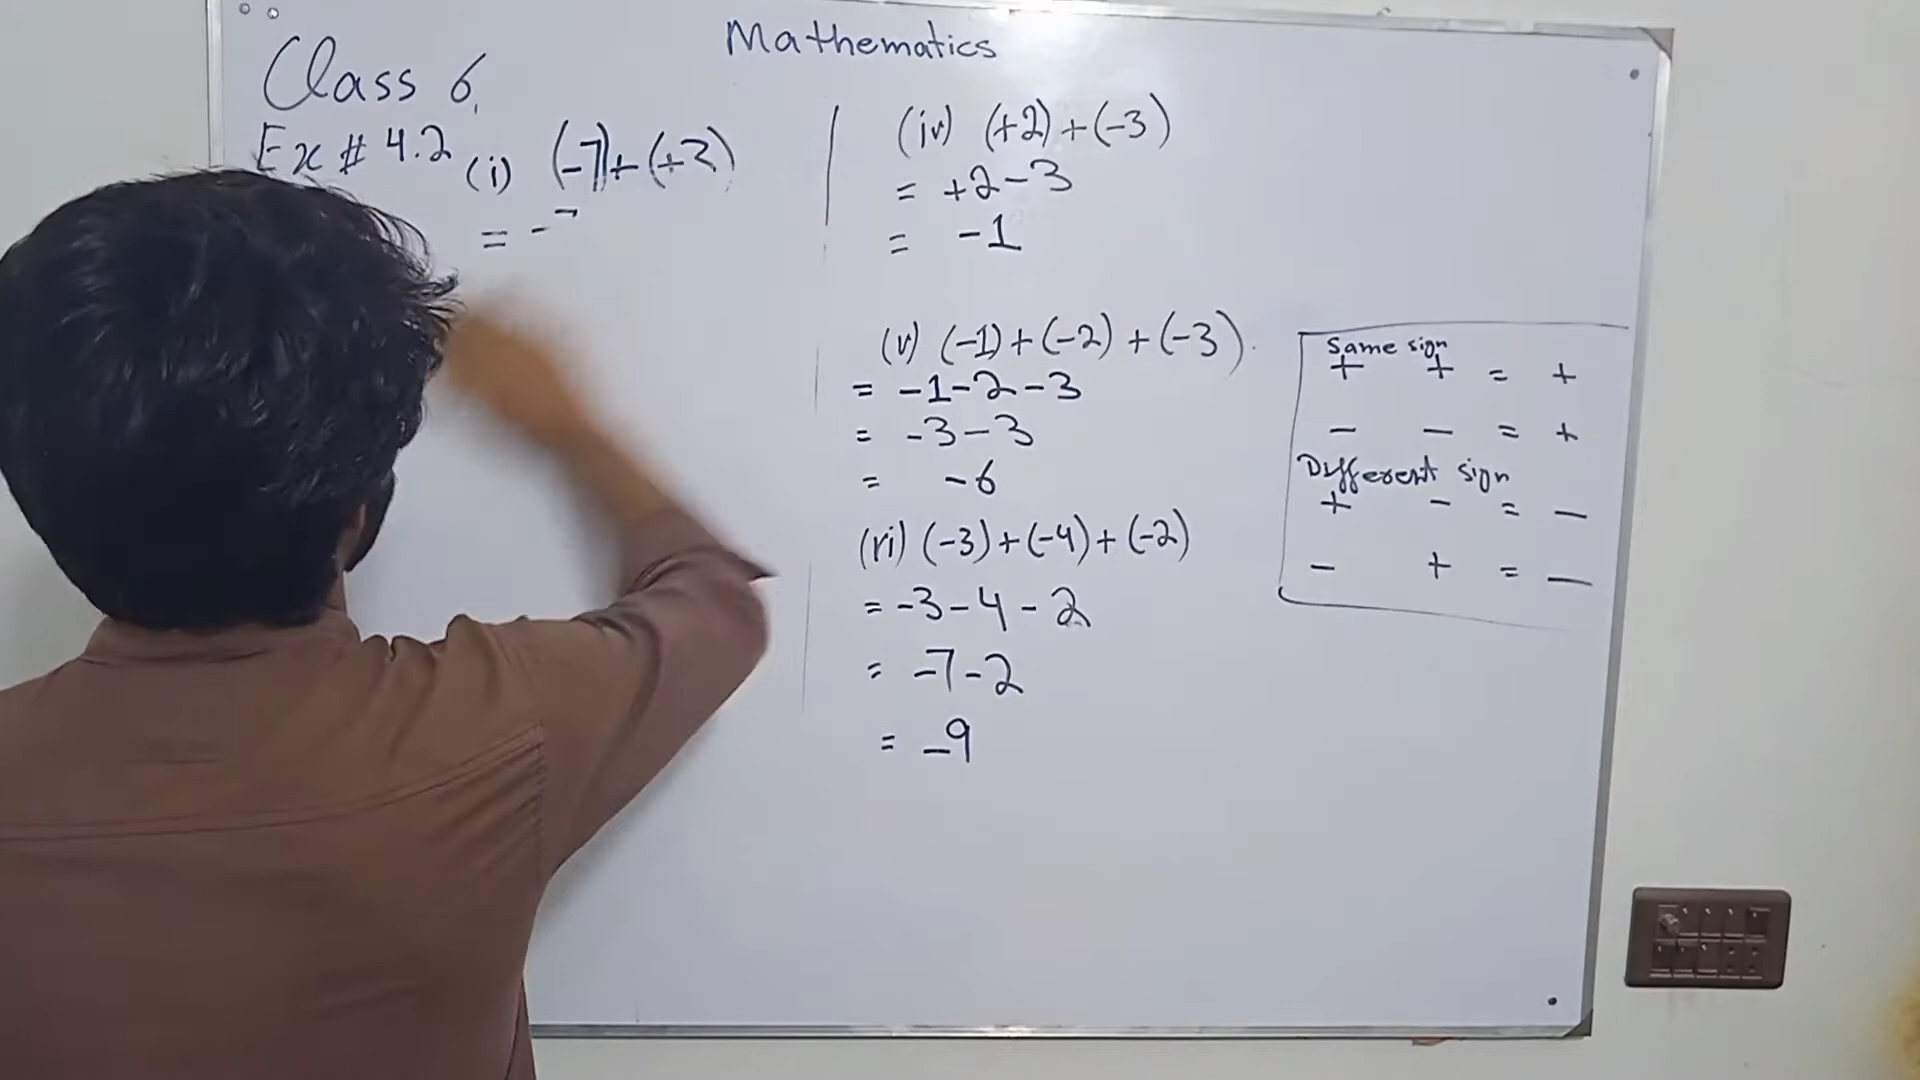 Mathematics
Class 6
Ex # 4.2
(i) (-7)+(+2)
= -7
(iv) (+2)+(-3)
= +2-3
= -1
(v) (-1)+(-2)+(-3)
= -1-2-3
= -3-3
= -6
(vi) (-3)+(-4)+(-2)
= -3-4-2
= -7-2
= -9
Same sign
+ + = +
- - = +
Different sign
+ - = -
- + = -